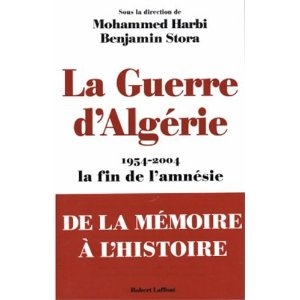 Sous la direction de
Mohammed Harbi
Benjamin Stora
La Guerre
d'Algérie
1954-2004
la fin de l'amnésie
DE LA MÉMOIRE
À L'HISTOIRE
Robert Laffont